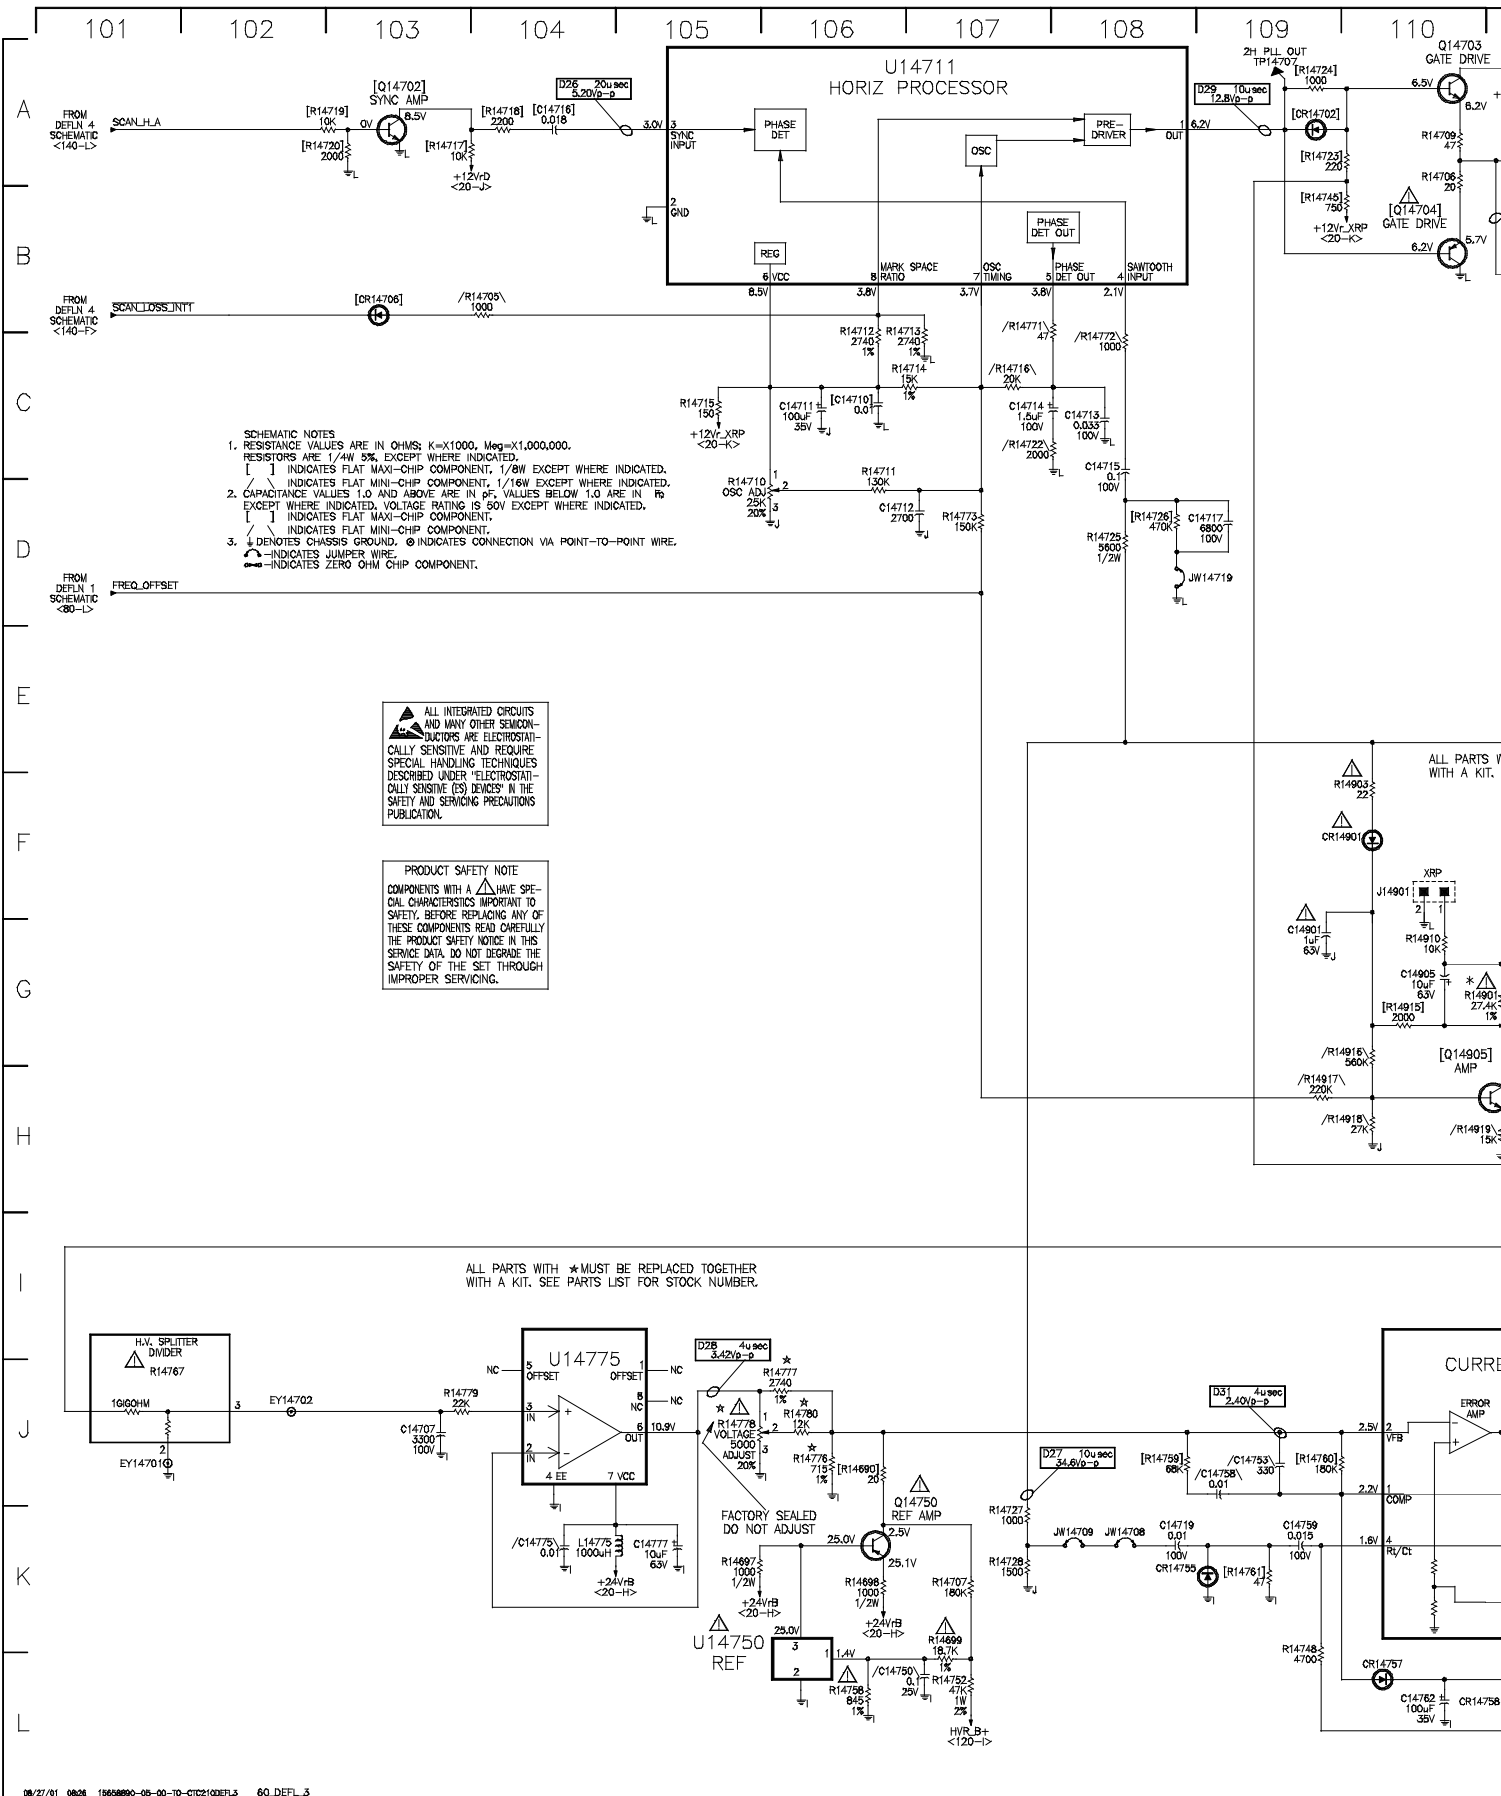 101 102 103 104 105 106 107 108 109 110
A
B
C
D
E
F
G
H
I
J
K
L
FROM
DEFLN 4
SCHEMATIC
<140-L>
SCAN_H_A
[R14719]
10K
[R14720]
2000
[Q14702]
SYNC AMP
0V
8.5V
[R14717]
10K
+12VrD
<20-J>
[R14718]
2200
[C14716]
0.018
D26 20usec
5.20Vp-p
3.0V
U14711
HORIZ PROCESSOR
3
SYNC
INPUT
PHASE
DET
OSC
PRE-
DRIVER
1
OUT
6.2V
2
GND
REG
PHASE
DET OUT
6 VCC
8.5V
MARK SPACE
8 RATIO
3.8V
OSC
7 TIMING
3.7V
PHASE
5 DET OUT
3.8V
SAWTOOTH
4 INPUT
2.1V
D29 10usec
12.8Vp-p
2H PLL OUT
TP14707
[R14724]
1000
[CR14702]
[R14723]
220
[R14745]
750
+12Vr_XRP
<20-K>
Q14703
GATE DRIVE
6.5V
6.2V
R14709
47
R14706
20
[Q14704]
GATE DRIVE
6.2V
5.7V
FROM
DEFLN 4
SCHEMATIC
<140-F>
SCAN_LOSS_INT1
[CR14706]
/R14705\
1000
R14712
2740
1%
R14713
2740
1%
R14714
15K
1%
/R14716\
20K
/R14771\
47
/R14772\
1000
R14715
150
+12Vr_XRP
<20-K>
C14711
100uF
35V
[C14710]
0.01
C14714
1.5uF
100V
C14713
0.033
100V
/R14722\
2000
C14715
0.1
100V
R14710
OSC ADJ
25K
20%
1
2
3
R14711
130K
C14712
2700
R14773
150K
R14725
5600
1/2W
[R14726]
470K
C14717
6800
100V
JW14719
SCHEMATIC NOTES
1. RESISTANCE VALUES ARE IN OHMS; K=X1000, Meg=X1,000,000.
RESISTORS ARE 1/4W 5%, EXCEPT WHERE INDICATED.
[ ] INDICATES FLAT MAXI-CHIP COMPONENT, 1/8W EXCEPT WHERE INDICATED.
/ \ INDICATES FLAT MINI-CHIP COMPONENT, 1/16W EXCEPT WHERE INDICATED.
2. CAPACITANCE VALUES 1.0 AND ABOVE ARE IN pF, VALUES BELOW 1.0 ARE IN
EXCEPT WHERE INDICATED. VOLTAGE RATING IS 50V EXCEPT WHERE INDICATED.
[ ] INDICATES FLAT MAXI-CHIP COMPONENT.
/ \ INDICATES FLAT MINI-CHIP COMPONENT.
3. DENOTES CHASSIS GROUND. INDICATES CONNECTION VIA POINT-TO-POINT WIRE.
-INDICATES JUMPER WIRE.
-INDICATES ZERO OHM CHIP COMPONENT.
FROM
DEFLN 1
SCHEMATIC
<80-L>
FREQ_OFFSET
ALL INTEGRATED CIRCUITS
AND MANY OTHER SEMICON-
DUCTORS ARE ELECTROSTATI-
CALLY SENSITIVE AND REQUIRE
SPECIAL HANDLING TECHNIQUES
DESCRIBED UNDER "ELECTROSTATI-
CALLY SENSITIVE (ES) DEVICES" IN THE
SAFETY AND SERVICING PRECAUTIONS
PUBLICATION.
PRODUCT SAFETY NOTE
COMPONENTS WITH A HAVE SPE-
CIAL CHARACTERISTICS IMPORTANT TO
SAFETY. BEFORE REPLACING ANY OF
THESE COMPONENTS READ CAREFULLY
THE PRODUCT SAFETY NOTICE IN THIS
SERVICE DATA. DO NOT DEGRADE THE
SAFETY OF THE SET THROUGH
IMPROPER SERVICING.
ALL PARTS
WITH A KIT.
R14903
22
CR14901
XRP
J14901
2 1
C14901
1uF
63V
R14910
10K
C14905
10uF
63V
*
R14901
27.4K
1%
[R14915]
2000
/R14916\
560K
/R14917\
220K
/R14918\
27K
[Q14905]
AMP
/R14919\
15K
ALL PARTS WITH ★ MUST BE REPLACED TOGETHER
WITH A KIT. SEE PARTS LIST FOR STOCK NUMBER.
H.V. SPLITTER
DIVIDER
R14767
1GIGOHM
3
2
EY14702
EY14701
C14707
3300
100V
R14779
22K
U14775
NC
5
OFFSET
1
OFFSET
NC
8
NC
NC
3
IN
2
IN
6
OUT
10.9V
4 EE
7 VCC
/C14775\
0.01
L14775
1000uH
+24VrB
<20-H>
C14777
10uF
63V
D28 4usec
3.42Vp-p
R14777
2740
1%
R14778
VOLTAGE
5000
ADJUST
20%
1
2
3
R14780
12K
R14776
715
1%
FACTORY SEALED
DO NOT ADJUST
[R14690]
20
Q14750
REF AMP
2.5V
25.0V
25.1V
R14697
1000
1/2W
+24VrB
<20-H>
R14698
1000
1/2W
+24VrB
<20-H>
R14707
180K
U14750
REF
25.0V
3
2
1
1.4V
R14758
845
1%
/C14750\
0.1
25V
R14699
18.7K
1%
R14752
47K
1W
2%
HVR_B+
<120-I>
D27 10usec
34.6Vp-p
R14727
1000
R14728
1500
JW14709
JW14708
C14719
0.01
100V
CR14755
[R14761]
47
C14759
0.015
100V
R14748
4700
D31 4usec
2.40Vp-p
[R14759]
68K
/C14758\
0.01
/C14753\
330
[R14760]
180K
CURRE
ERROR
AMP
2.5V
2
VFB
2.2V
1
COMP
1.6V
4
Rt/Ct
CR14757
C14762
100uF
35V
CR14758
08/27/01 08:26 15658890-05-00-TO-CTC210DEFL3 60_DEFL_3